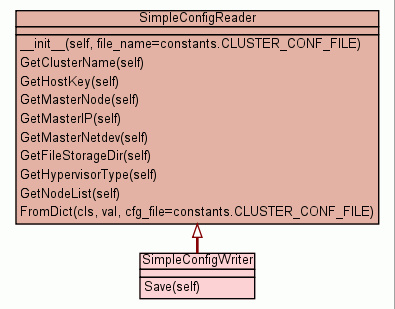 SimpleConfigReader
__init__(self, file_name=constants.CLUSTER_CONF_FILE)
GetClusterName(self)
GetHostKey(self)
GetMasterNode(self)
GetMasterIP(self)
GetMasterNetdev(self)
GetFileStorageDir(self)
GetHypervisorType(self)
GetNodeList(self)
FromDict(cls, val, cfg_file=constants.CLUSTER_CONF_FILE)
SimpleConfigWriter
Save(self)